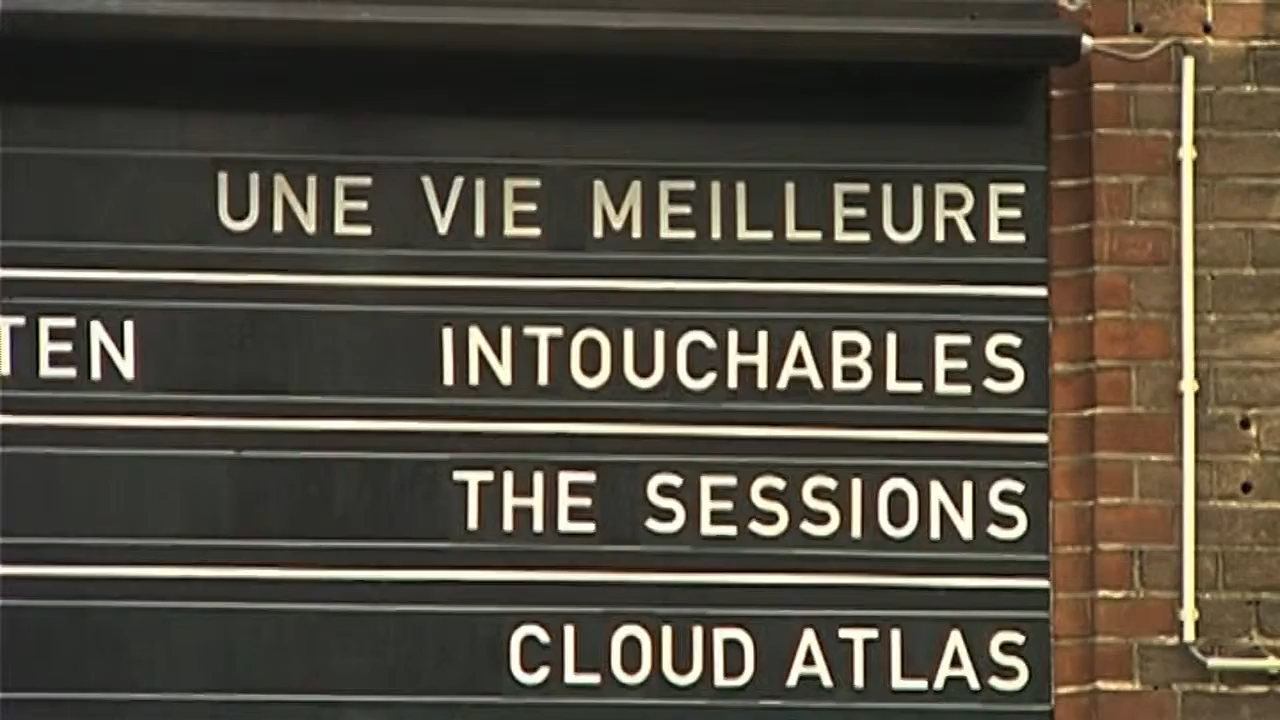 UNE VIE MEILLEURE
TEN INTOUCHABLES
THE SESSIONS
CLOUD ATLAS